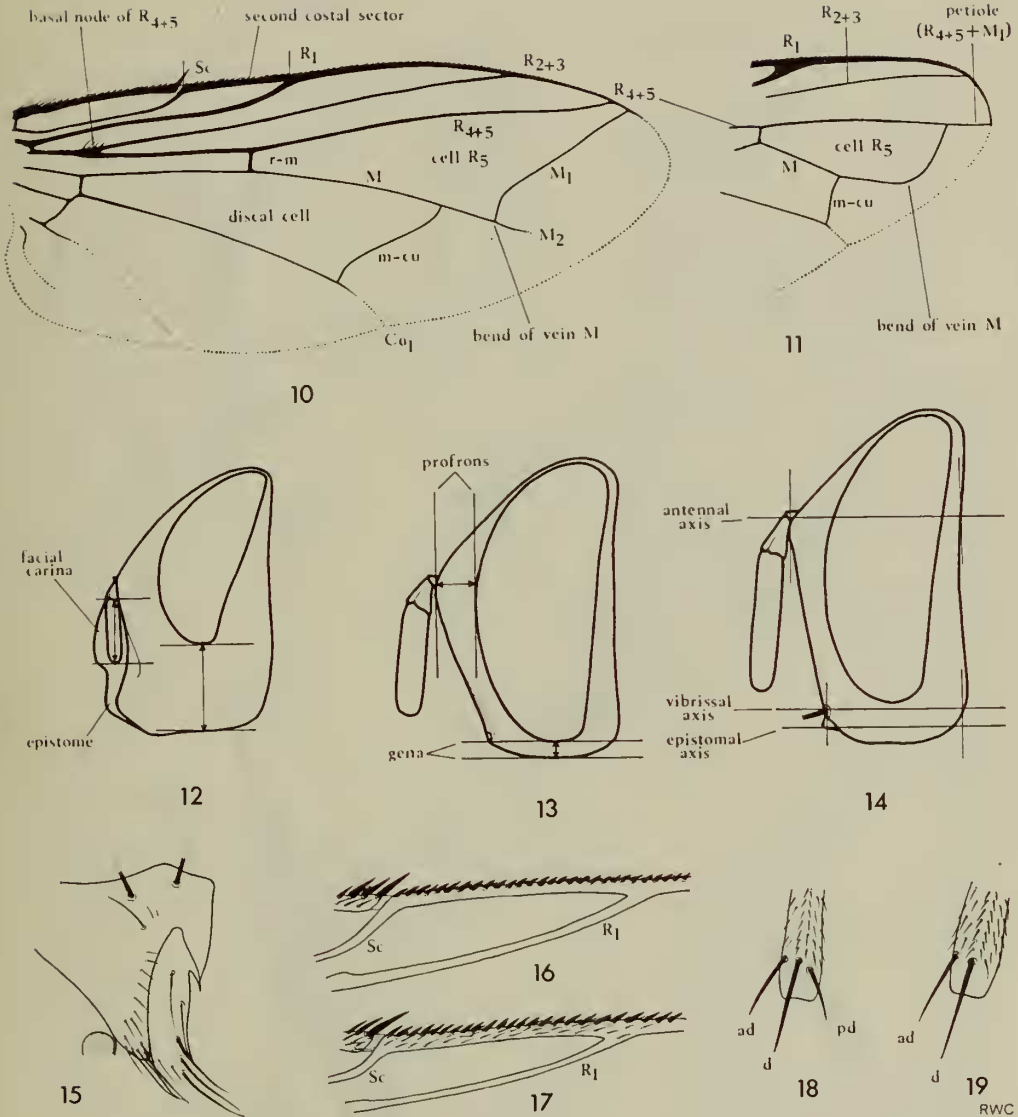 basal node of R4+5
second costal sector
Sc
R1
R2+3
R4+5
R4+5
cell R5
r-m
M
M1
discal cell
m-cu
M2
Cu1
bend of vein M
10
R2+3
petiole
(R4+5+M1)
R1
cell R5
M
m-cu
bend of vein M
11
facial
carina
epistome
12
profrons
gena
13
antennal
axis
vibrissal
axis
epistomal
axis
14
15
Sc
R1
16
Sc
R1
17
ad
d
pd
18
ad
d
19
RWC